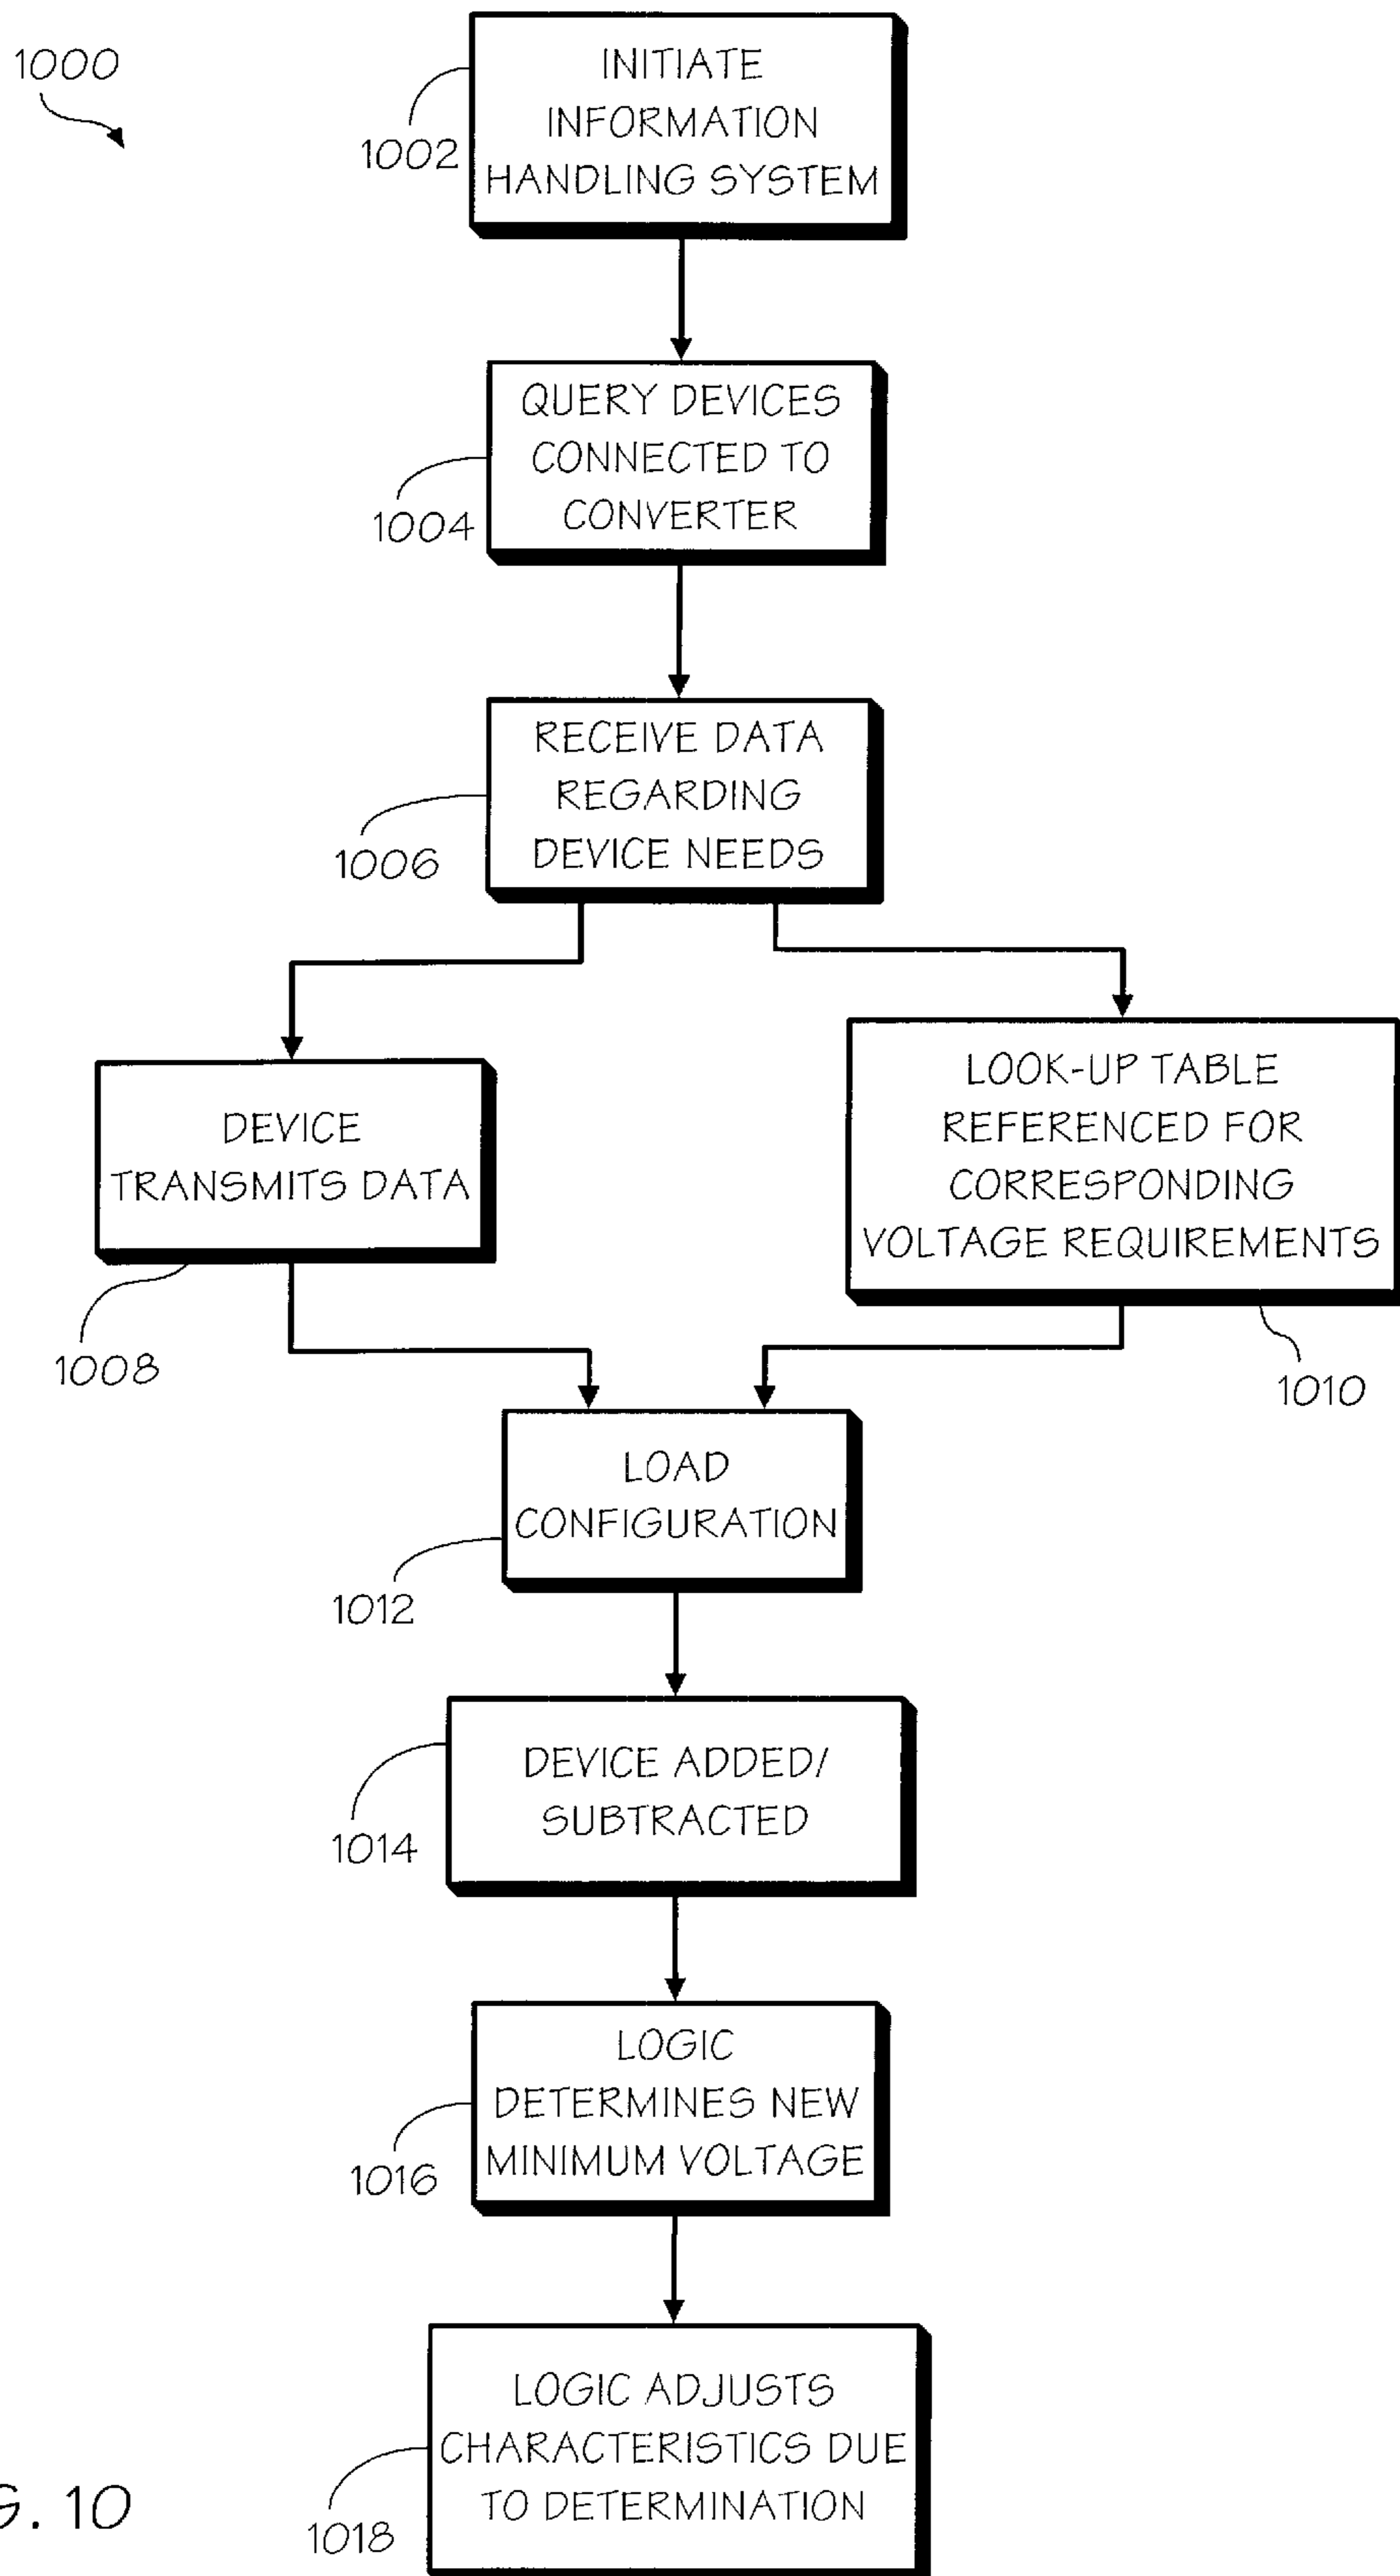 1000
INITIATE
INFORMATION
HANDLING SYSTEM
1002
QUERY DEVICES
CONNECTED TO
CONVERTER
1004
RECEIVE DATA
REGARDING
DEVICE NEEDS
1006
DEVICE
TRANSMITS DATA
1008
LOOK-UP TABLE
REFERENCED FOR
CORRESPONDING
VOLTAGE REQUIREMENTS
1010
LOAD
CONFIGURATION
1012
DEVICE ADDED/
SUBTRACTED
1014
LOGIC
DETERMINES NEW
MINIMUM VOLTAGE
1016
LOGIC ADJUSTS
CHARACTERISTICS DUE
TO DETERMINATION
1018
G. 10